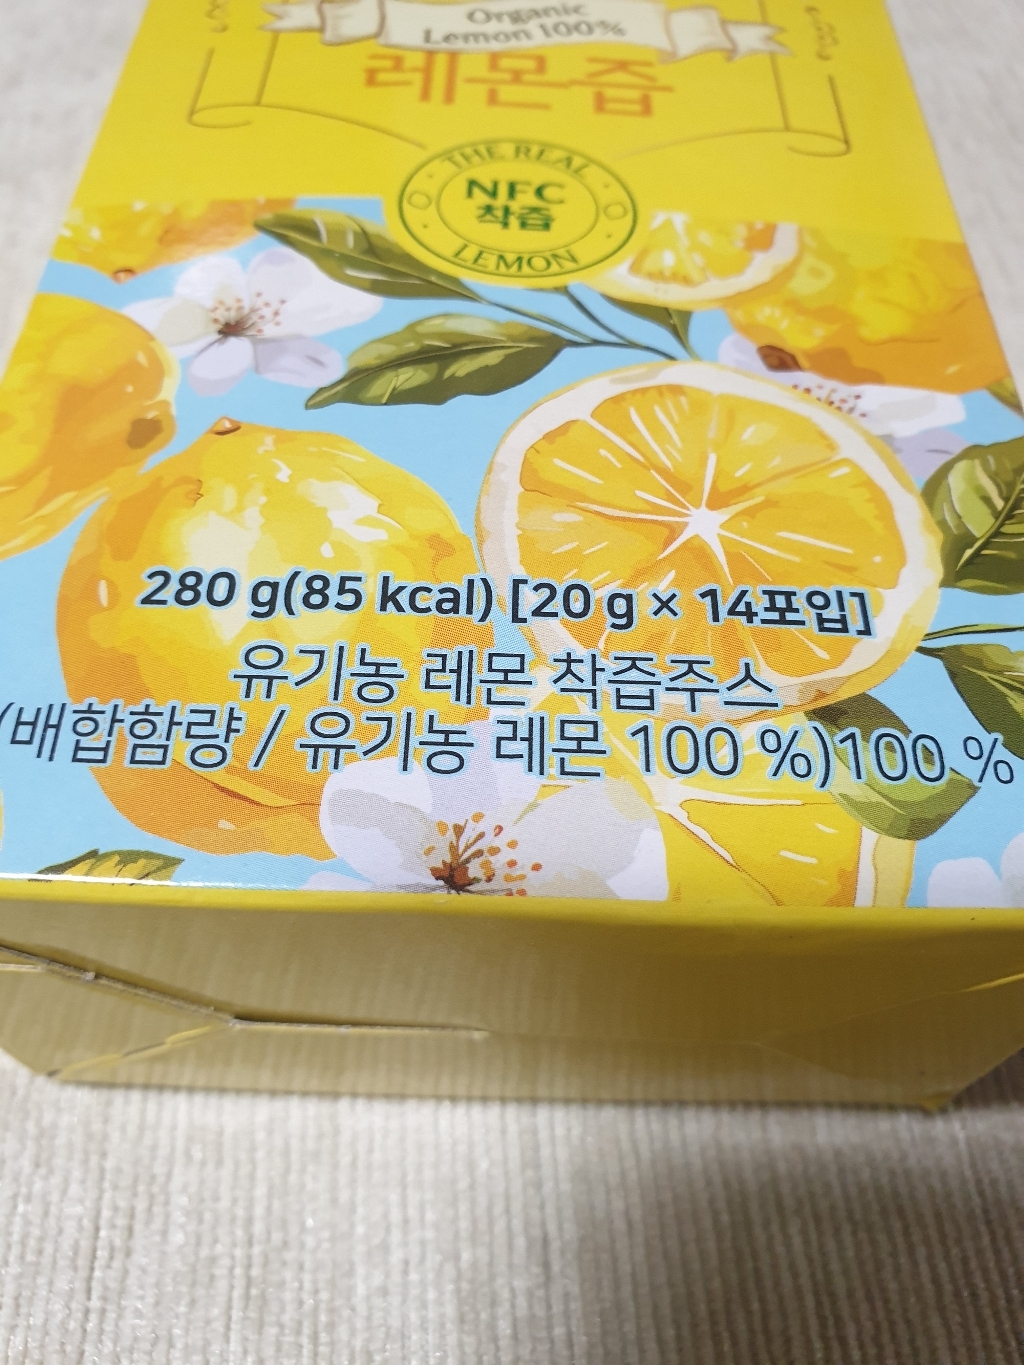 Organic
Lemon 100%
레몬즙
THE REAL
NFC
착즙
LEMON
280 g(85 kcal) [20 g × 14포입]
유기농 레몬 착즙주스
(배합함량 / 유기농 레몬 100 %)100 %